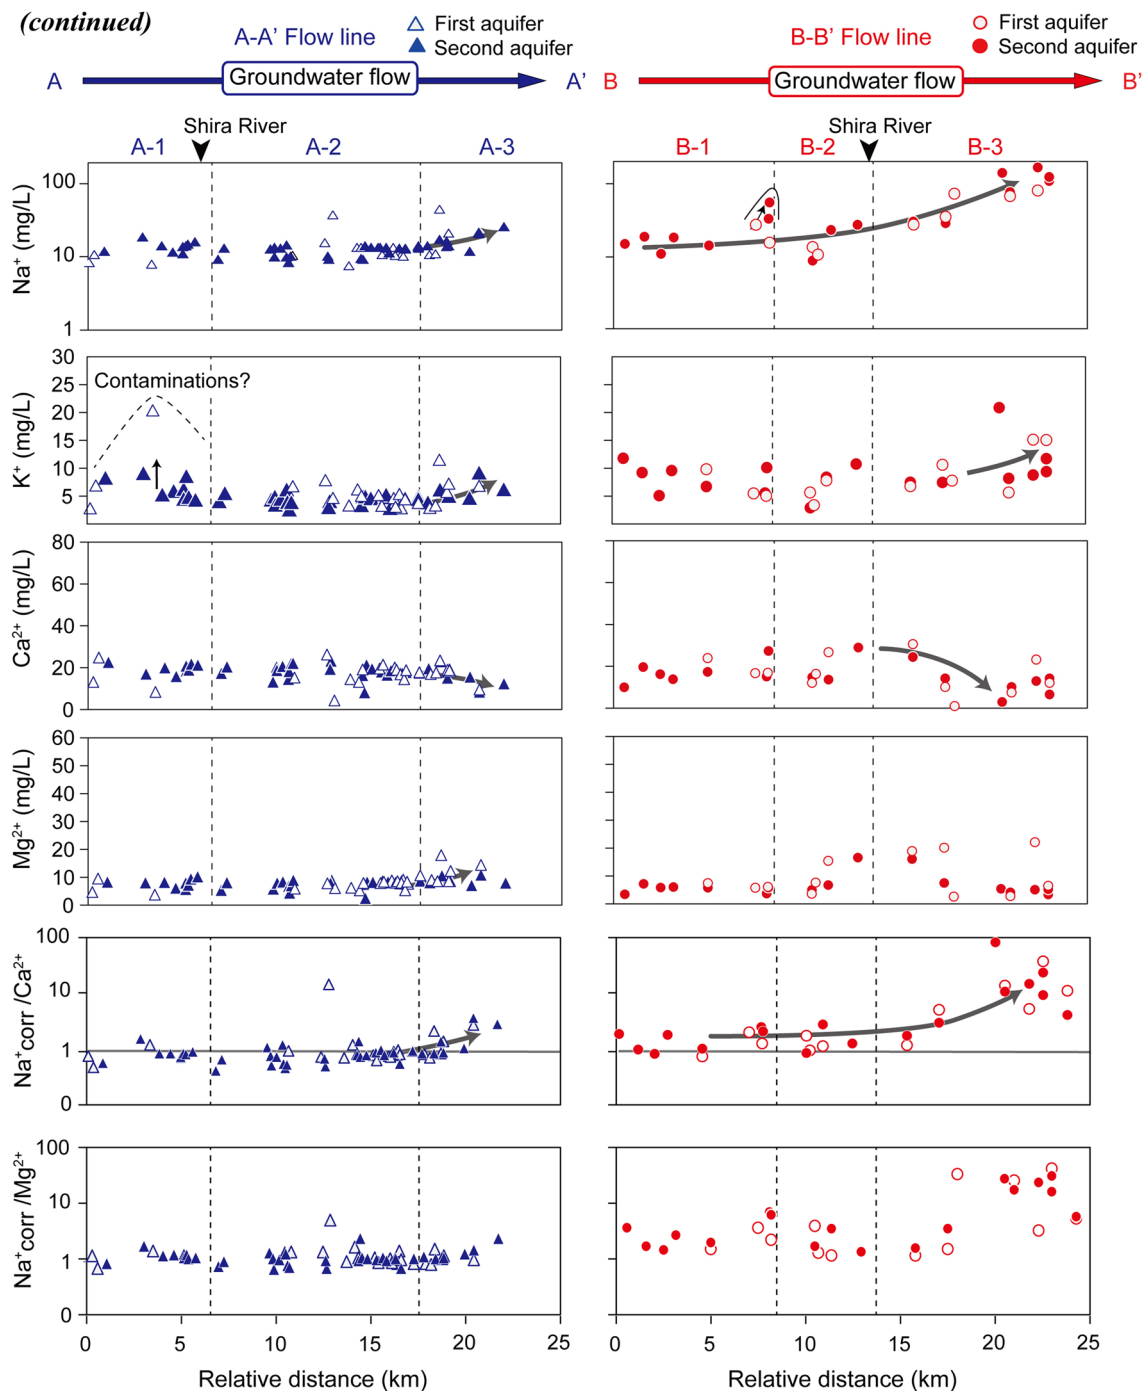 (continued)
A-A' Flow line
First aquifer
Second aquifer
A
Groundwater flow
A'
B-B' Flow line
First aquifer
Second aquifer
B
Groundwater flow
B'
Shira River
A-1
A-2
A-3
Shira River
B-1
B-2
B-3
Na⁺ (mg/L)
100
10
1
K⁺ (mg/L)
30
25
20
15
10
5
Contaminations?
Ca²⁺ (mg/L)
80
60
40
20
0
Mg²⁺ (mg/L)
60
50
40
30
20
10
0
Na⁺corr /Ca²⁺
100
10
1
0
Na⁺corr /Mg²⁺
100
10
1
0
0 5 10 15 20 25
Relative distance (km)
0 5 10 15 20 25
Relative distance (km)